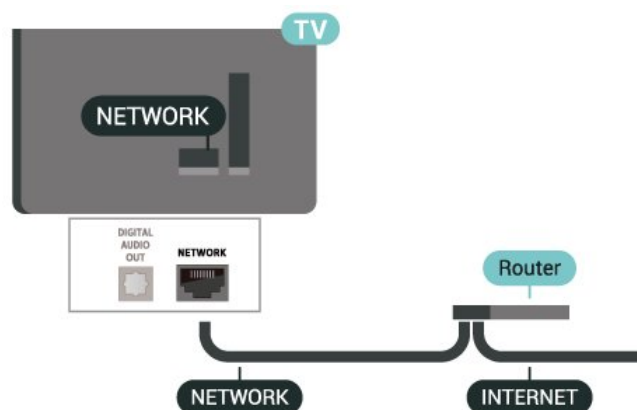 TV
NETWORK
DIGITAL
AUDIO
OUT
NETWORK
Router
NETWORK
INTERNET